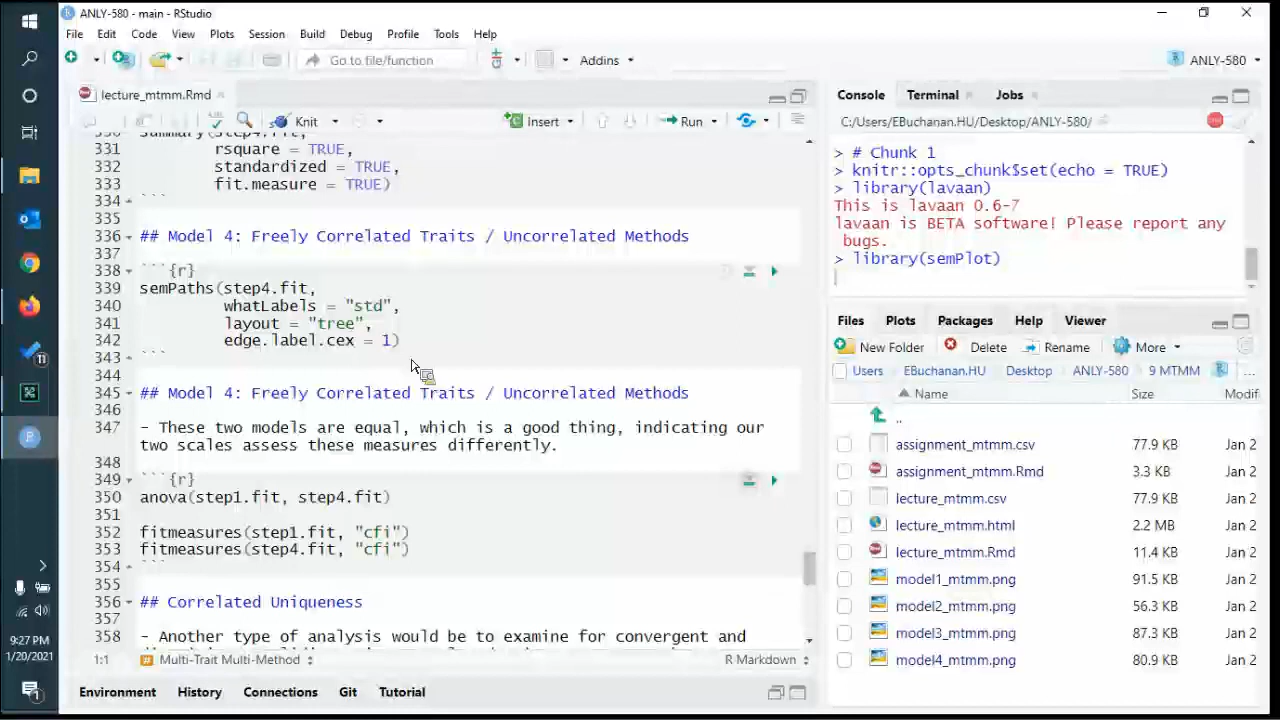 ANLY-580 - main - RStudio
File Edit Code View Plots Session Build Debug Profile Tools Help
Go to file/function
Addins
ANLY-580
lecture_mtmm.Rmd
Knit
Insert
Run
summary(step4.fit,
331 rsquare = TRUE,
332 standardized = TRUE,
333 fit.measure = TRUE)
334 ```
335
336 ## Model 4: Freely Correlated Traits / Uncorrelated Methods
337
338 ```{r}
339 semPaths(step4.fit,
340 whatLabels = "std",
341 layout = "tree",
342 edge.label.cex = 1)
343 ```
344
345 ## Model 4: Freely Correlated Traits / Uncorrelated Methods
346
347 - These two models are equal, which is a good thing, indicating our
two scales assess these measures differently.
348
349 ```{r}
350 anova(step1.fit, step4.fit)
351
352 fitmeasures(step1.fit, "cfi")
353 fitmeasures(step4.fit, "cfi")
354 ```
355
356 ## Correlated Uniqueness
357
358 - Another type of analysis would be to examine for convergent and
1:1 # Multi-Trait Multi-Method R Markdown
Environment History Connections Git Tutorial
Console Terminal Jobs
C:/Users/EBuchanan.HU/Desktop/ANLY-580/
> # Chunk 1
> knitr::opts_chunk$set(echo = TRUE)
> library(lavaan)
This is lavaan 0.6-7
lavaan is BETA software! Please report any
bugs.
> library(semPlot)
Files Plots Packages Help Viewer
New Folder Delete Rename More
Users EBuchanan.HU Desktop ANLY-580 9 MTMM ...
Name Size Modif
..
assignment_mtmm.csv 77.9 KB Jan 2
assignment_mtmm.Rmd 3.3 KB Jan 2
lecture_mtmm.csv 77.9 KB Jan 2
lecture_mtmm.html 2.2 MB Jan 2
lecture_mtmm.Rmd 11.4 KB Jan 2
model1_mtmm.png 91.5 KB Jan 2
model2_mtmm.png 56.3 KB Jan 2
model3_mtmm.png 87.3 KB Jan 2
model4_mtmm.png 80.9 KB Jan 2
11
9:27 PM
1/20/2021
1